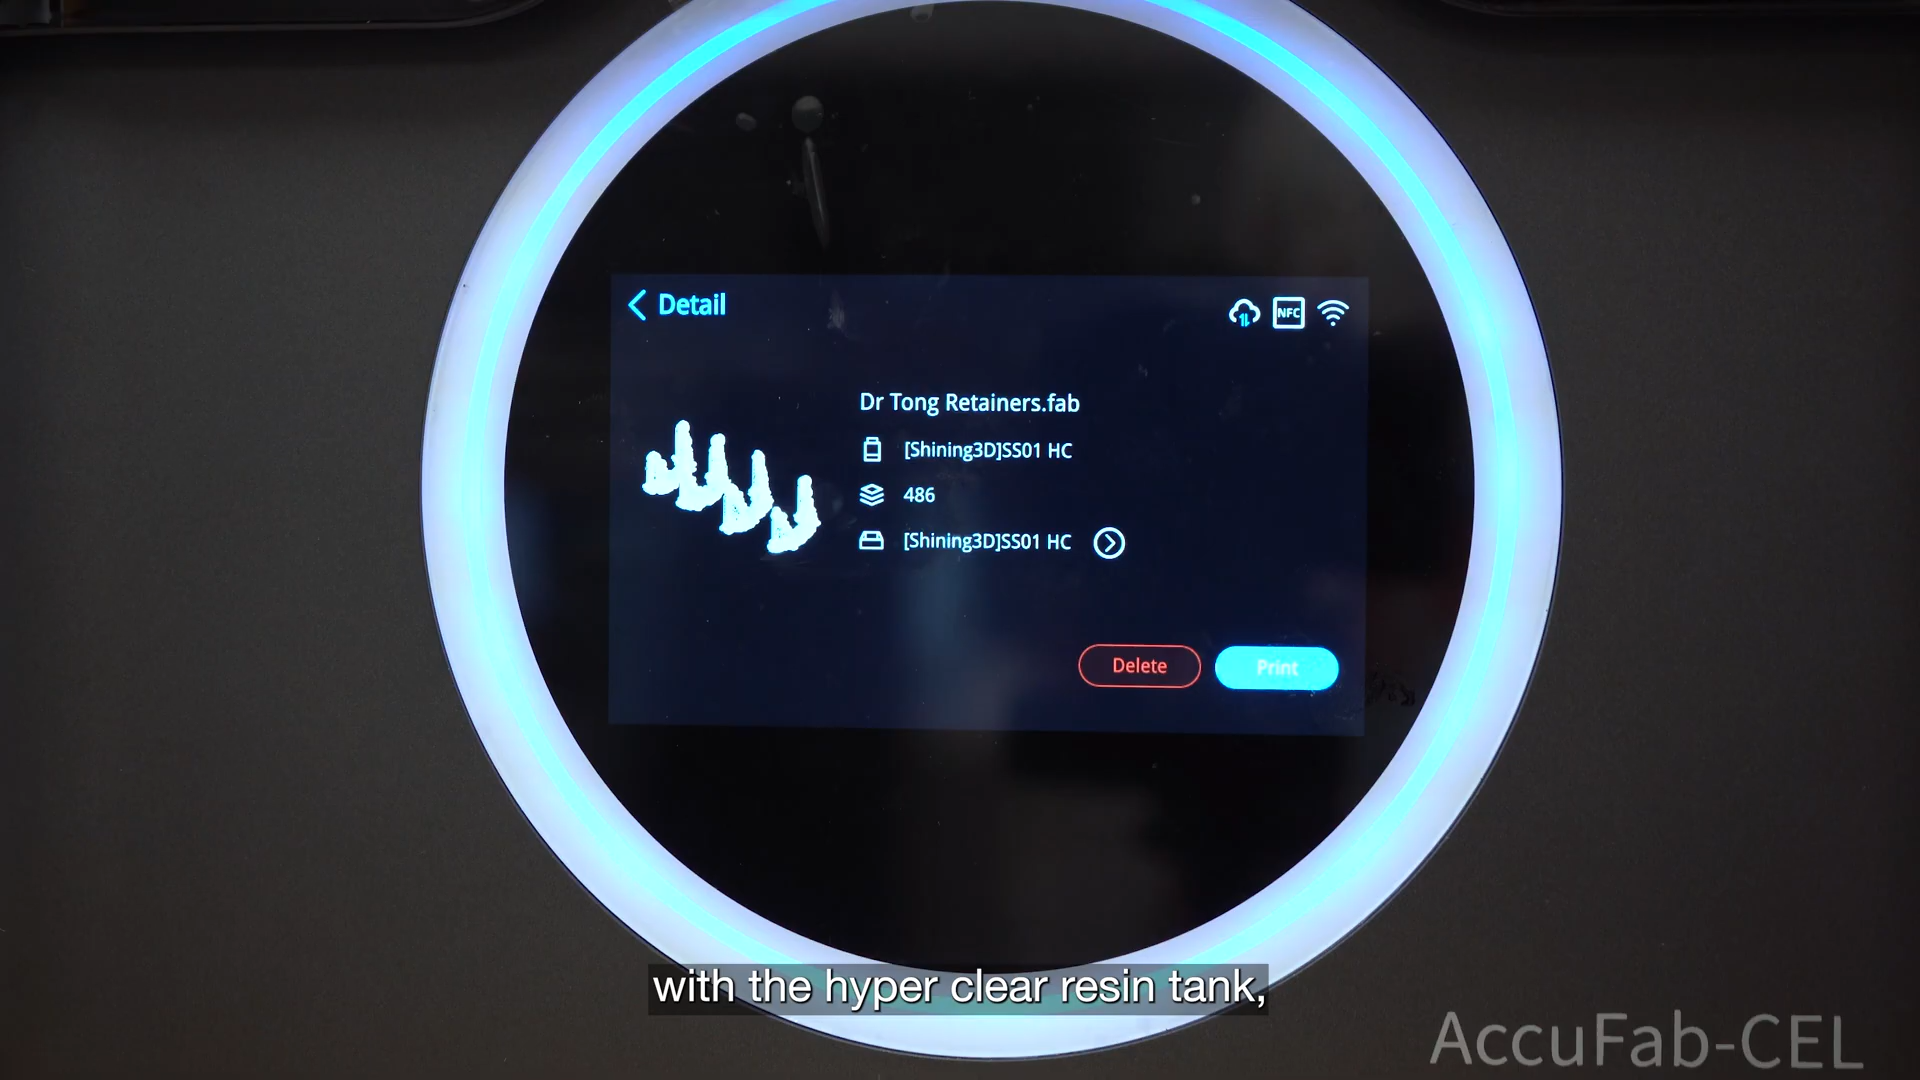 Detail
NFC
Dr Tong Retainers.fab
[Shining3D]SS01 HC
486
[Shining3D]SS01 HC
Delete
Print
with the hyper clear resin tank,
AccuFab-CEL